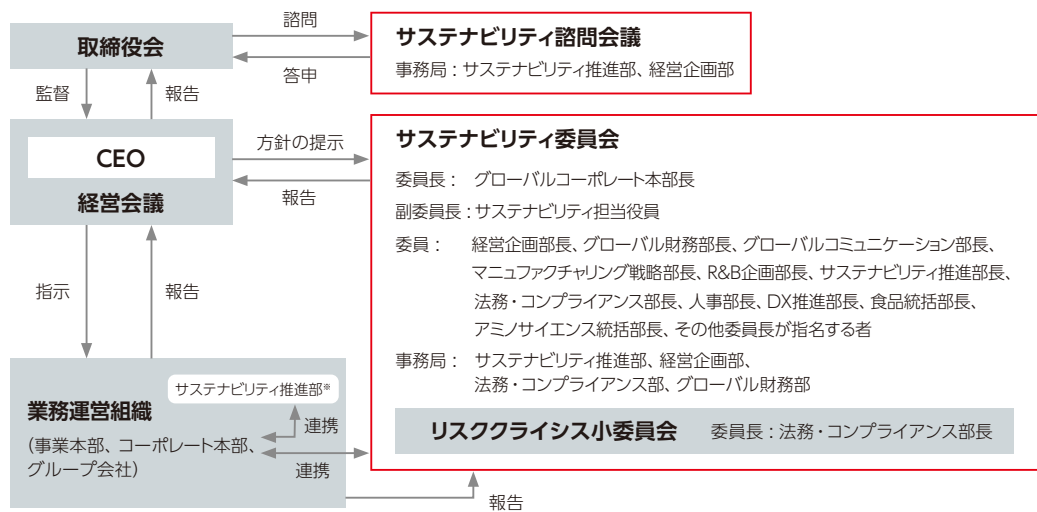 取締役会
諮問
答申
サステナビリティ諮問会議
事務局：サステナビリティ推進部、経営企画部
監督
報告
CEO
経営会議
方針の提示
報告
サステナビリティ委員会
委員長： グローバルコーポレート本部長
副委員長：サステナビリティ担当役員
委員： 経営企画部長、グローバル財務部長、グローバルコミュニケーション部長、
マニュファクチャリング戦略部長、R&B企画部長、サステナビリティ推進部長、
法務・コンプライアンス部長、人事部長、DX推進部長、食品統括部長、
アミノサイエンス統括部長、その他委員長が指名する者
事務局： サステナビリティ推進部、経営企画部、
法務・コンプライアンス部、グローバル財務部
リスククライシス小委員会 委員長：法務・コンプライアンス部長
指示
報告
サステナビリティ推進部※
業務運営組織
(事業本部、コーポレート本部、
グループ会社)
連携
連携
報告